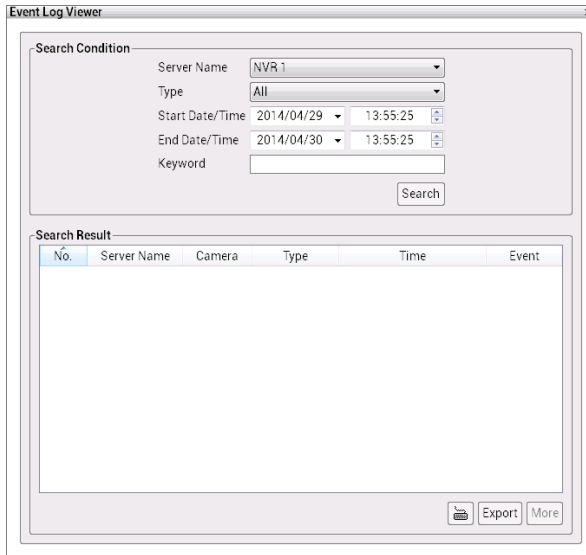 Event Log Viewer
Search Condition
Server Name NVR 1
Type All
Start Date/Time 2014/04/29 13:55:25
End Date/Time 2014/04/30 13:55:25
Keyword
Search
Search Result
No. Server Name Camera Type Time Event
Export More